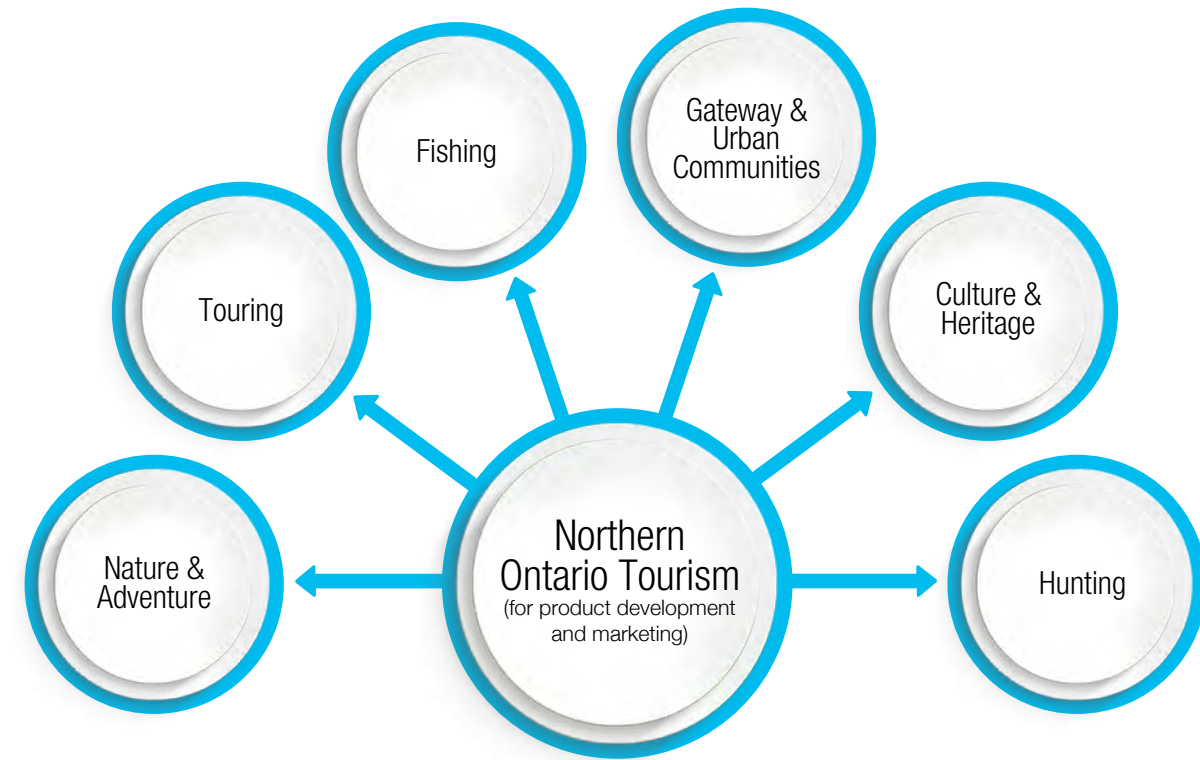 Fishing
Gateway &
Urban
Communities
Touring
Culture &
Heritage
Nature &
Adventure
Northern
Ontario Tourism
(for product development
and marketing)
Hunting